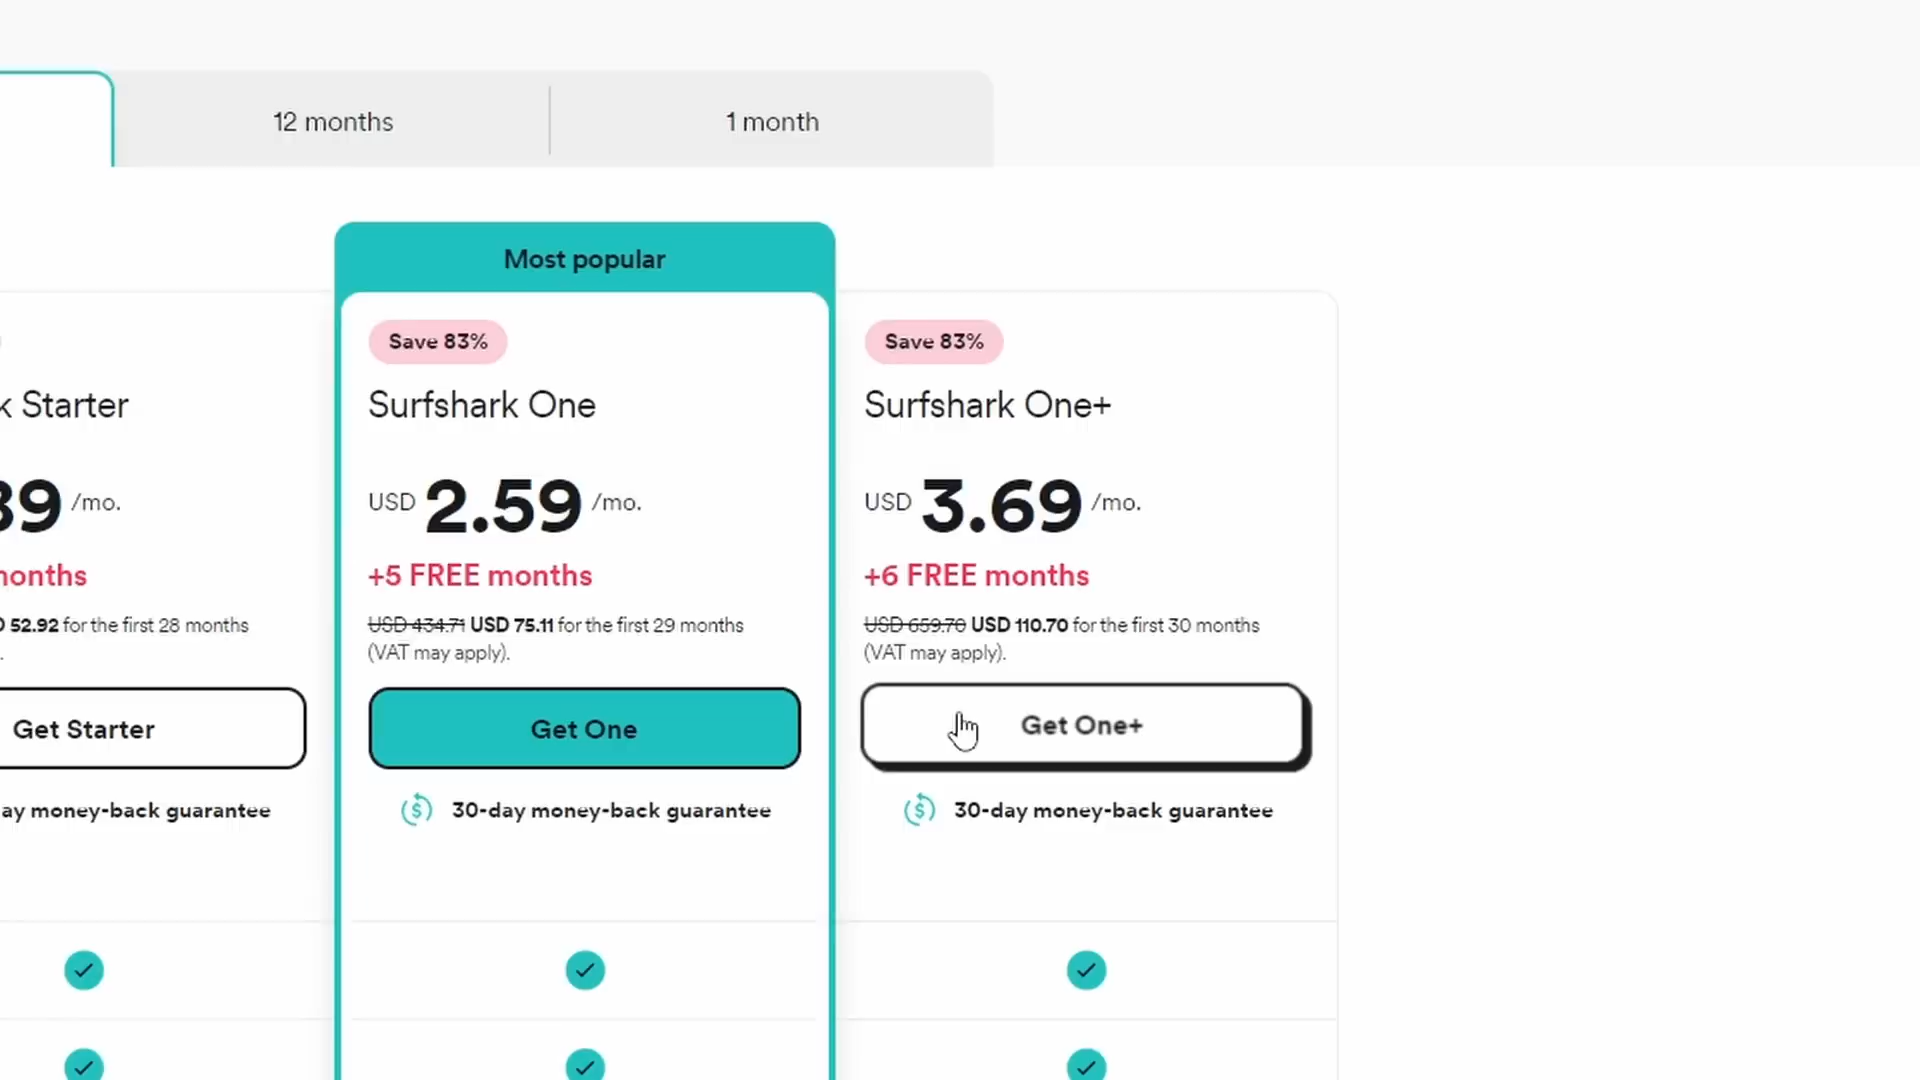 12 months
1 month
Most popular
Save 83%
Save 83%
Starter
Surfshark One
Surfshark One+
89 /mo.
USD 2.59 /mo.
USD 3.69 /mo.
+5 FREE months
+6 FREE months
52.92 for the first 28 months
USD 434.71 USD 75.11 for the first 29 months
(VAT may apply).
USD 659.70 USD 110.70 for the first 30 months
(VAT may apply).
Get Starter
Get One
Get One+
money-back guarantee
30-day money-back guarantee
30-day money-back guarantee